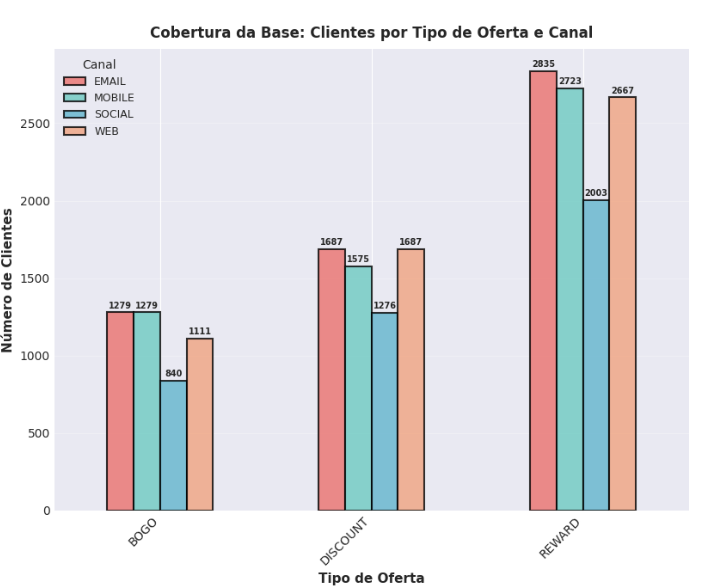 Cobertura da Base: Clientes por Tipo de Oferta e Canal
Canal
EMAIL
MOBILE
SOCIAL
WEB
Número de Clientes
2500
2000
1500
1000
500
0
1279 1279 840 1111
1687 1575 1276 1687
2835 2723 2003 2667
BOGO DISCOUNT REWARD
Tipo de Oferta